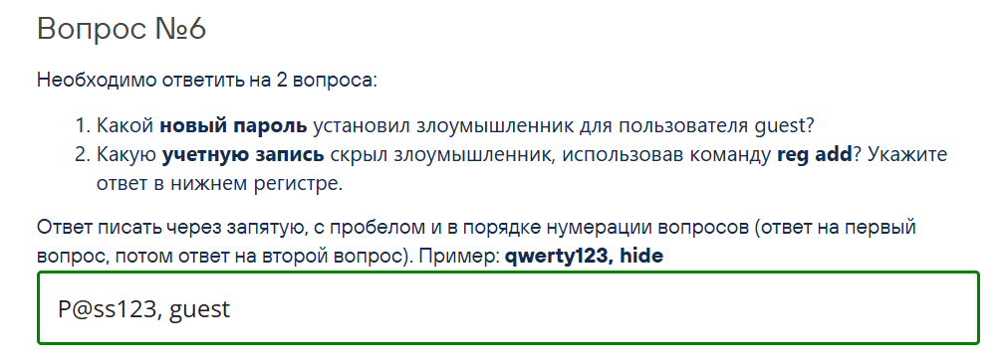 Вопрос №6
Необходимо ответить на 2 вопроса:
1. Какой новый пароль установил злоумышленник для пользователя guest?
2. Какую учетную запись скрыл злоумышленник, использовав команду reg add? Укажите
ответ в нижнем регистре.
Ответ писать через запятую, с пробелом и в порядке нумерации вопросов (ответ на первый
вопрос, потом ответ на второй вопрос). Пример: qwerty123, hide
P@ss123, guest